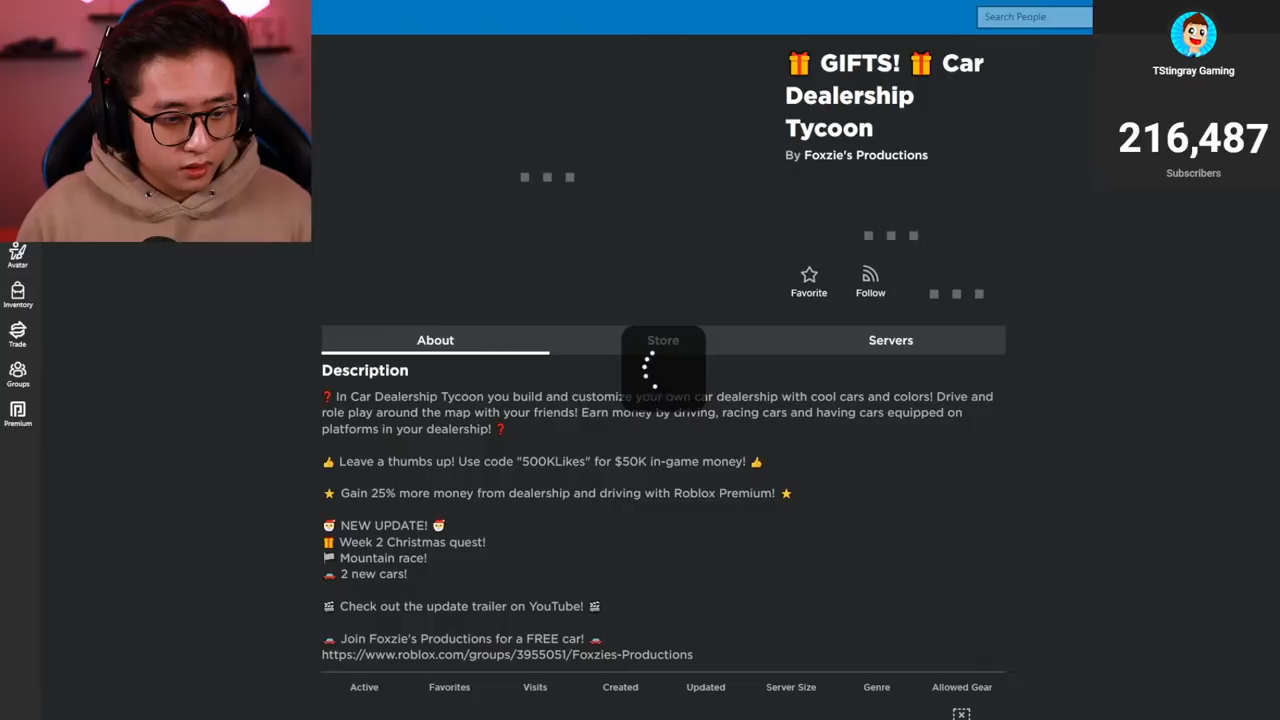 Search People
🎁 GIFTS! 🎁 Car
Dealership
Tycoon
By Foxzie's Productions
TStingray Gaming
216,487
Subscribers
Favorite
Follow
Avatar
Inventory
Trade
Groups
Premium
About
Store
Servers
Description
❓ In Car Dealership Tycoon you build and customize your own car dealership with cool cars and colors! Drive and
role play around the map with your friends! Earn money by driving, racing cars and having cars equipped on
platforms in your dealership! ❓
👍 Leave a thumbs up! Use code "500KLikes" for $50K in-game money! 👍
⭐ Gain 25% more money from dealership and driving with Roblox Premium! ⭐
🎅 NEW UPDATE! 🎅
🎁 Week 2 Christmas quest!
🏁 Mountain race!
🚗 2 new cars!
🎬 Check out the update trailer on YouTube! 🎬
🚗 Join Foxzie's Productions for a FREE car! 🚗
https://www.roblox.com/groups/3955051/Foxzies-Productions
Active Favorites Visits Created Updated Server Size Genre Allowed Gear